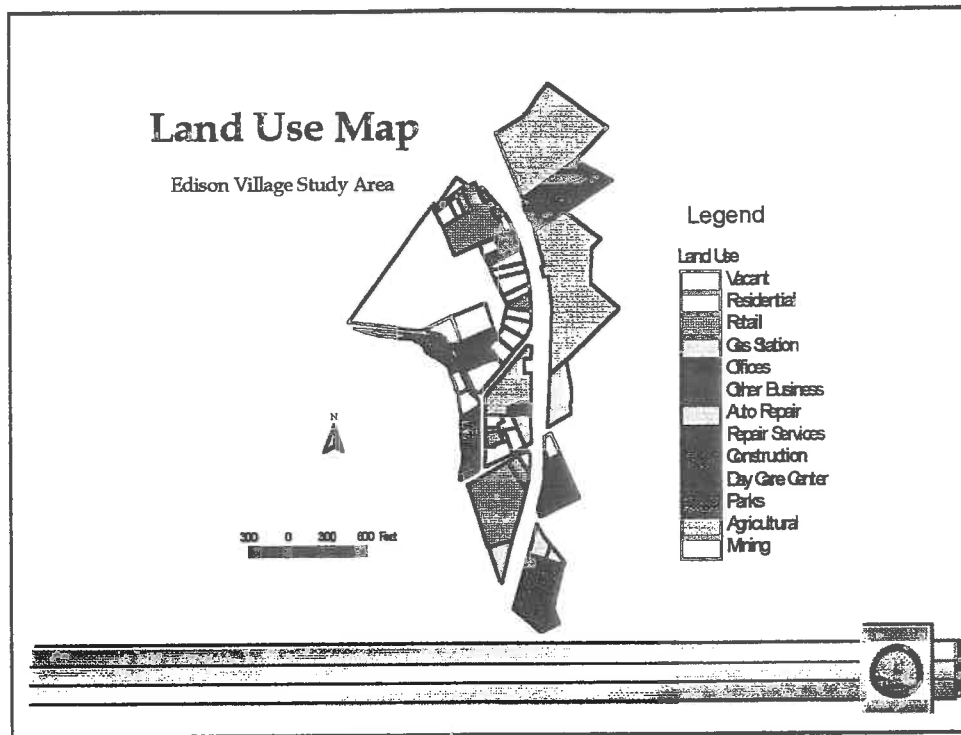 Land Use Map
Edison Village Study Area
Legend
Land Use
Vacant
Residential
Retail
Gas Station
Offices
Other Business
Auto Repair
Repair Services
Construction
Day Care Center
Parks
Agricultural
Mining
N
300 0 300 600 Feet